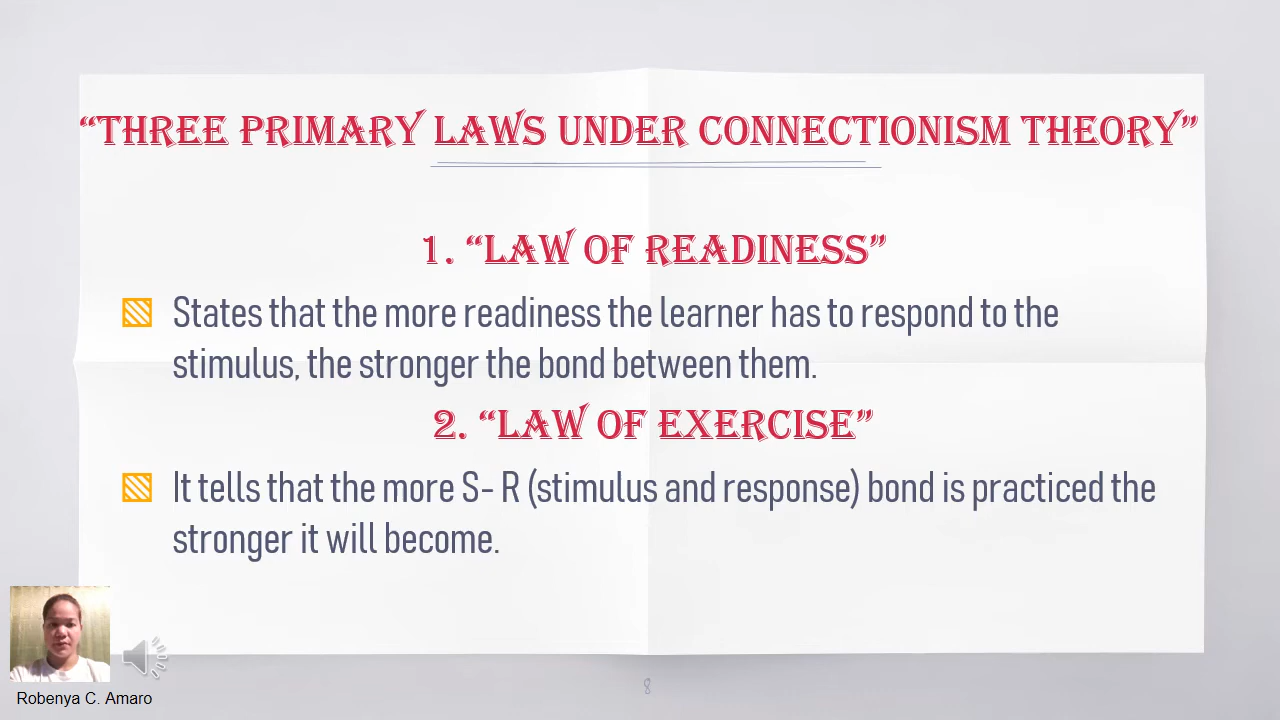 “THREE PRIMARY LAWS UNDER CONNECTIONISM THEORY”
1. “LAW OF READINESS”
States that the more readiness the learner has to respond to the
stimulus, the stronger the bond between them.
2. “LAW OF EXERCISE”
It tells that the more S- R (stimulus and response) bond is practiced the
stronger it will become.
Robenya C. Amaro
8